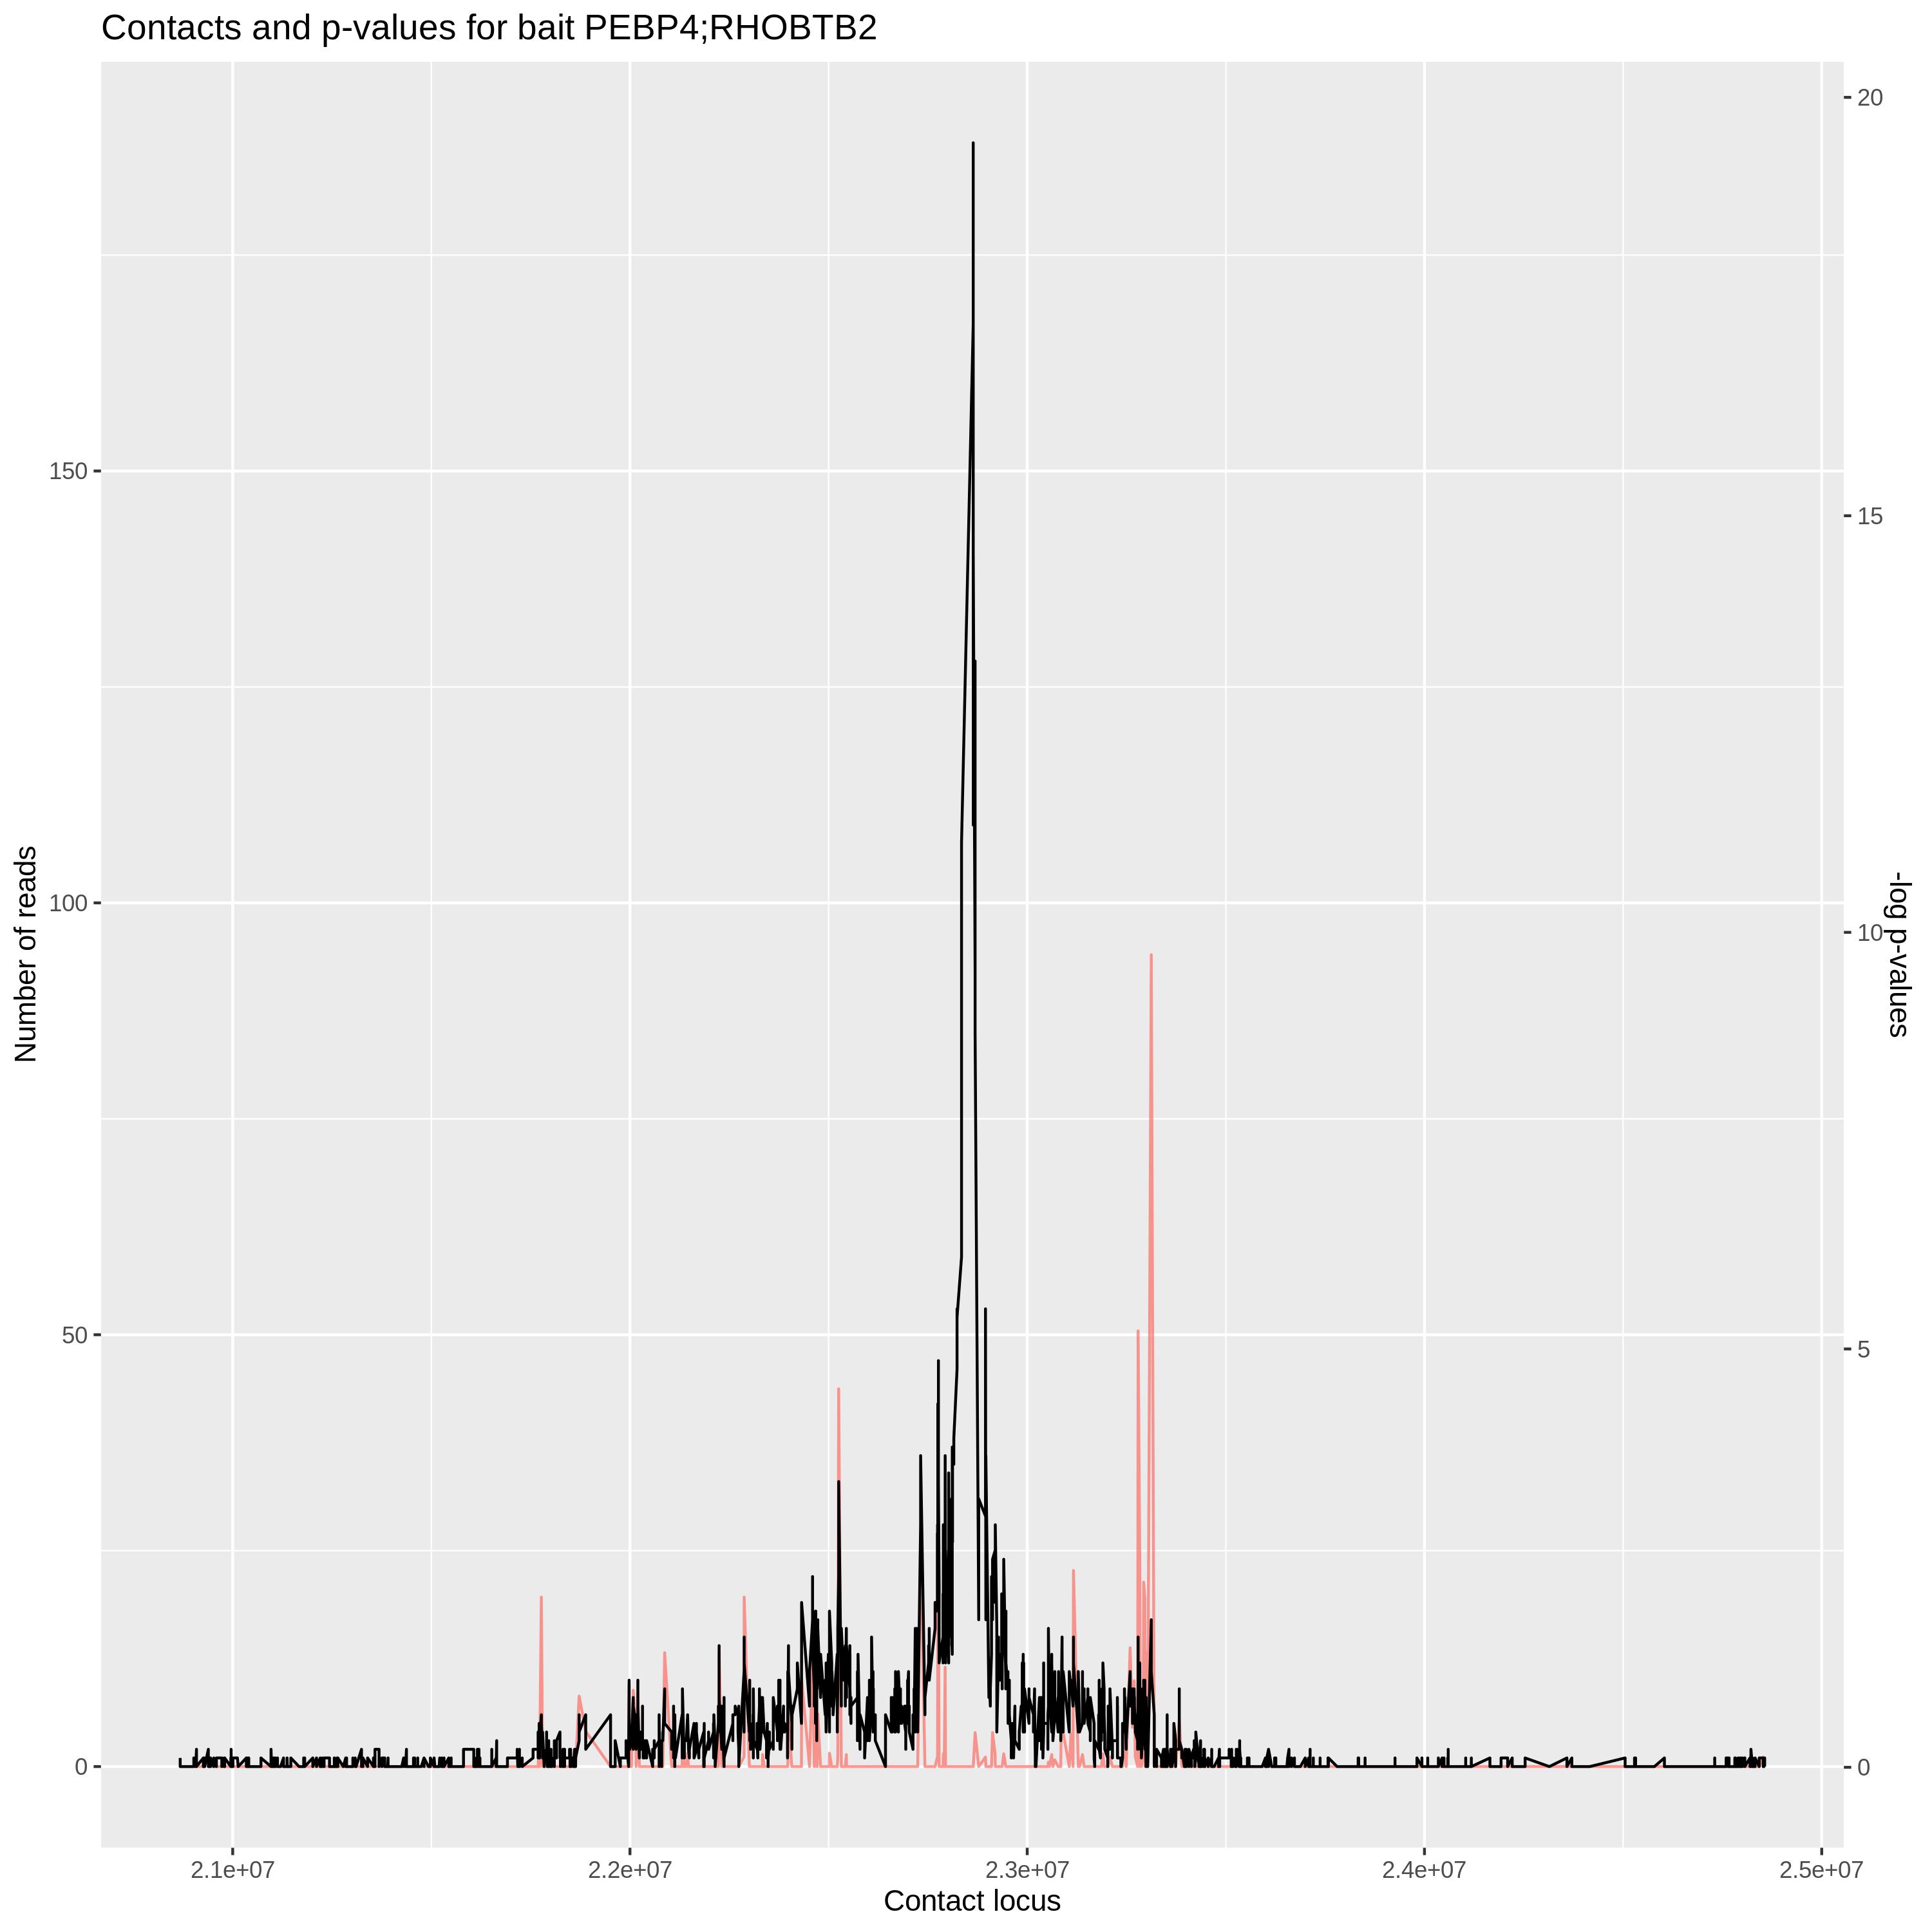 Contacts and p-values for bait PEBP4;RHOBTB2
20
150
15
100
10
Number of reads
-log p-values
50
5
0
0
2.1e+07 2.2e+07 2.3e+07 2.4e+07 2.5e+07
Contact locus